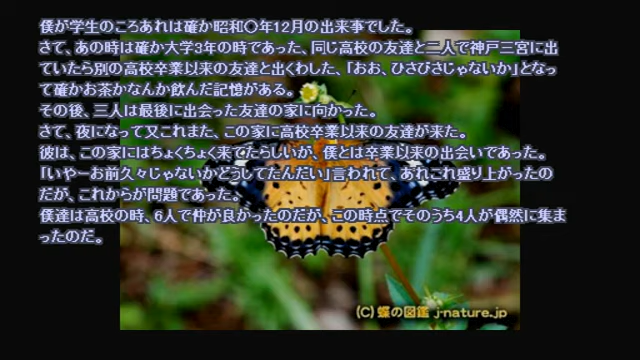 僕が学生のころあれは確か昭和〇年12月の出来事でした。
さて、あの時は確か大学3年の時であった、同じ高校の友達と二人で神戸三宮に出
ていたら別の高校卒業以来の友達と出くわした、「おお、ひさびさじゃないか」となっ
て確かお茶かなんか飲んだ記憶がある。
その後、三人は最後に出会った友達の家に向かった。
さて、夜になって又これまた、この家に高校卒業以来の友達が来た。
彼は、この家にはちょくちょく来てたらしいが、僕とは卒業以来の出会いであった。
「いやーお前久々じゃないかどうしてたんだい」言われて、あれこれ盛り上がったの
だが、これからが問題であった。
僕達は高校の時、6人で仲が良かったのだが、この時点でそのうち4人が偶然に集ま
ったのだ。
(C) 蝶の図鑑 j-nature.jp